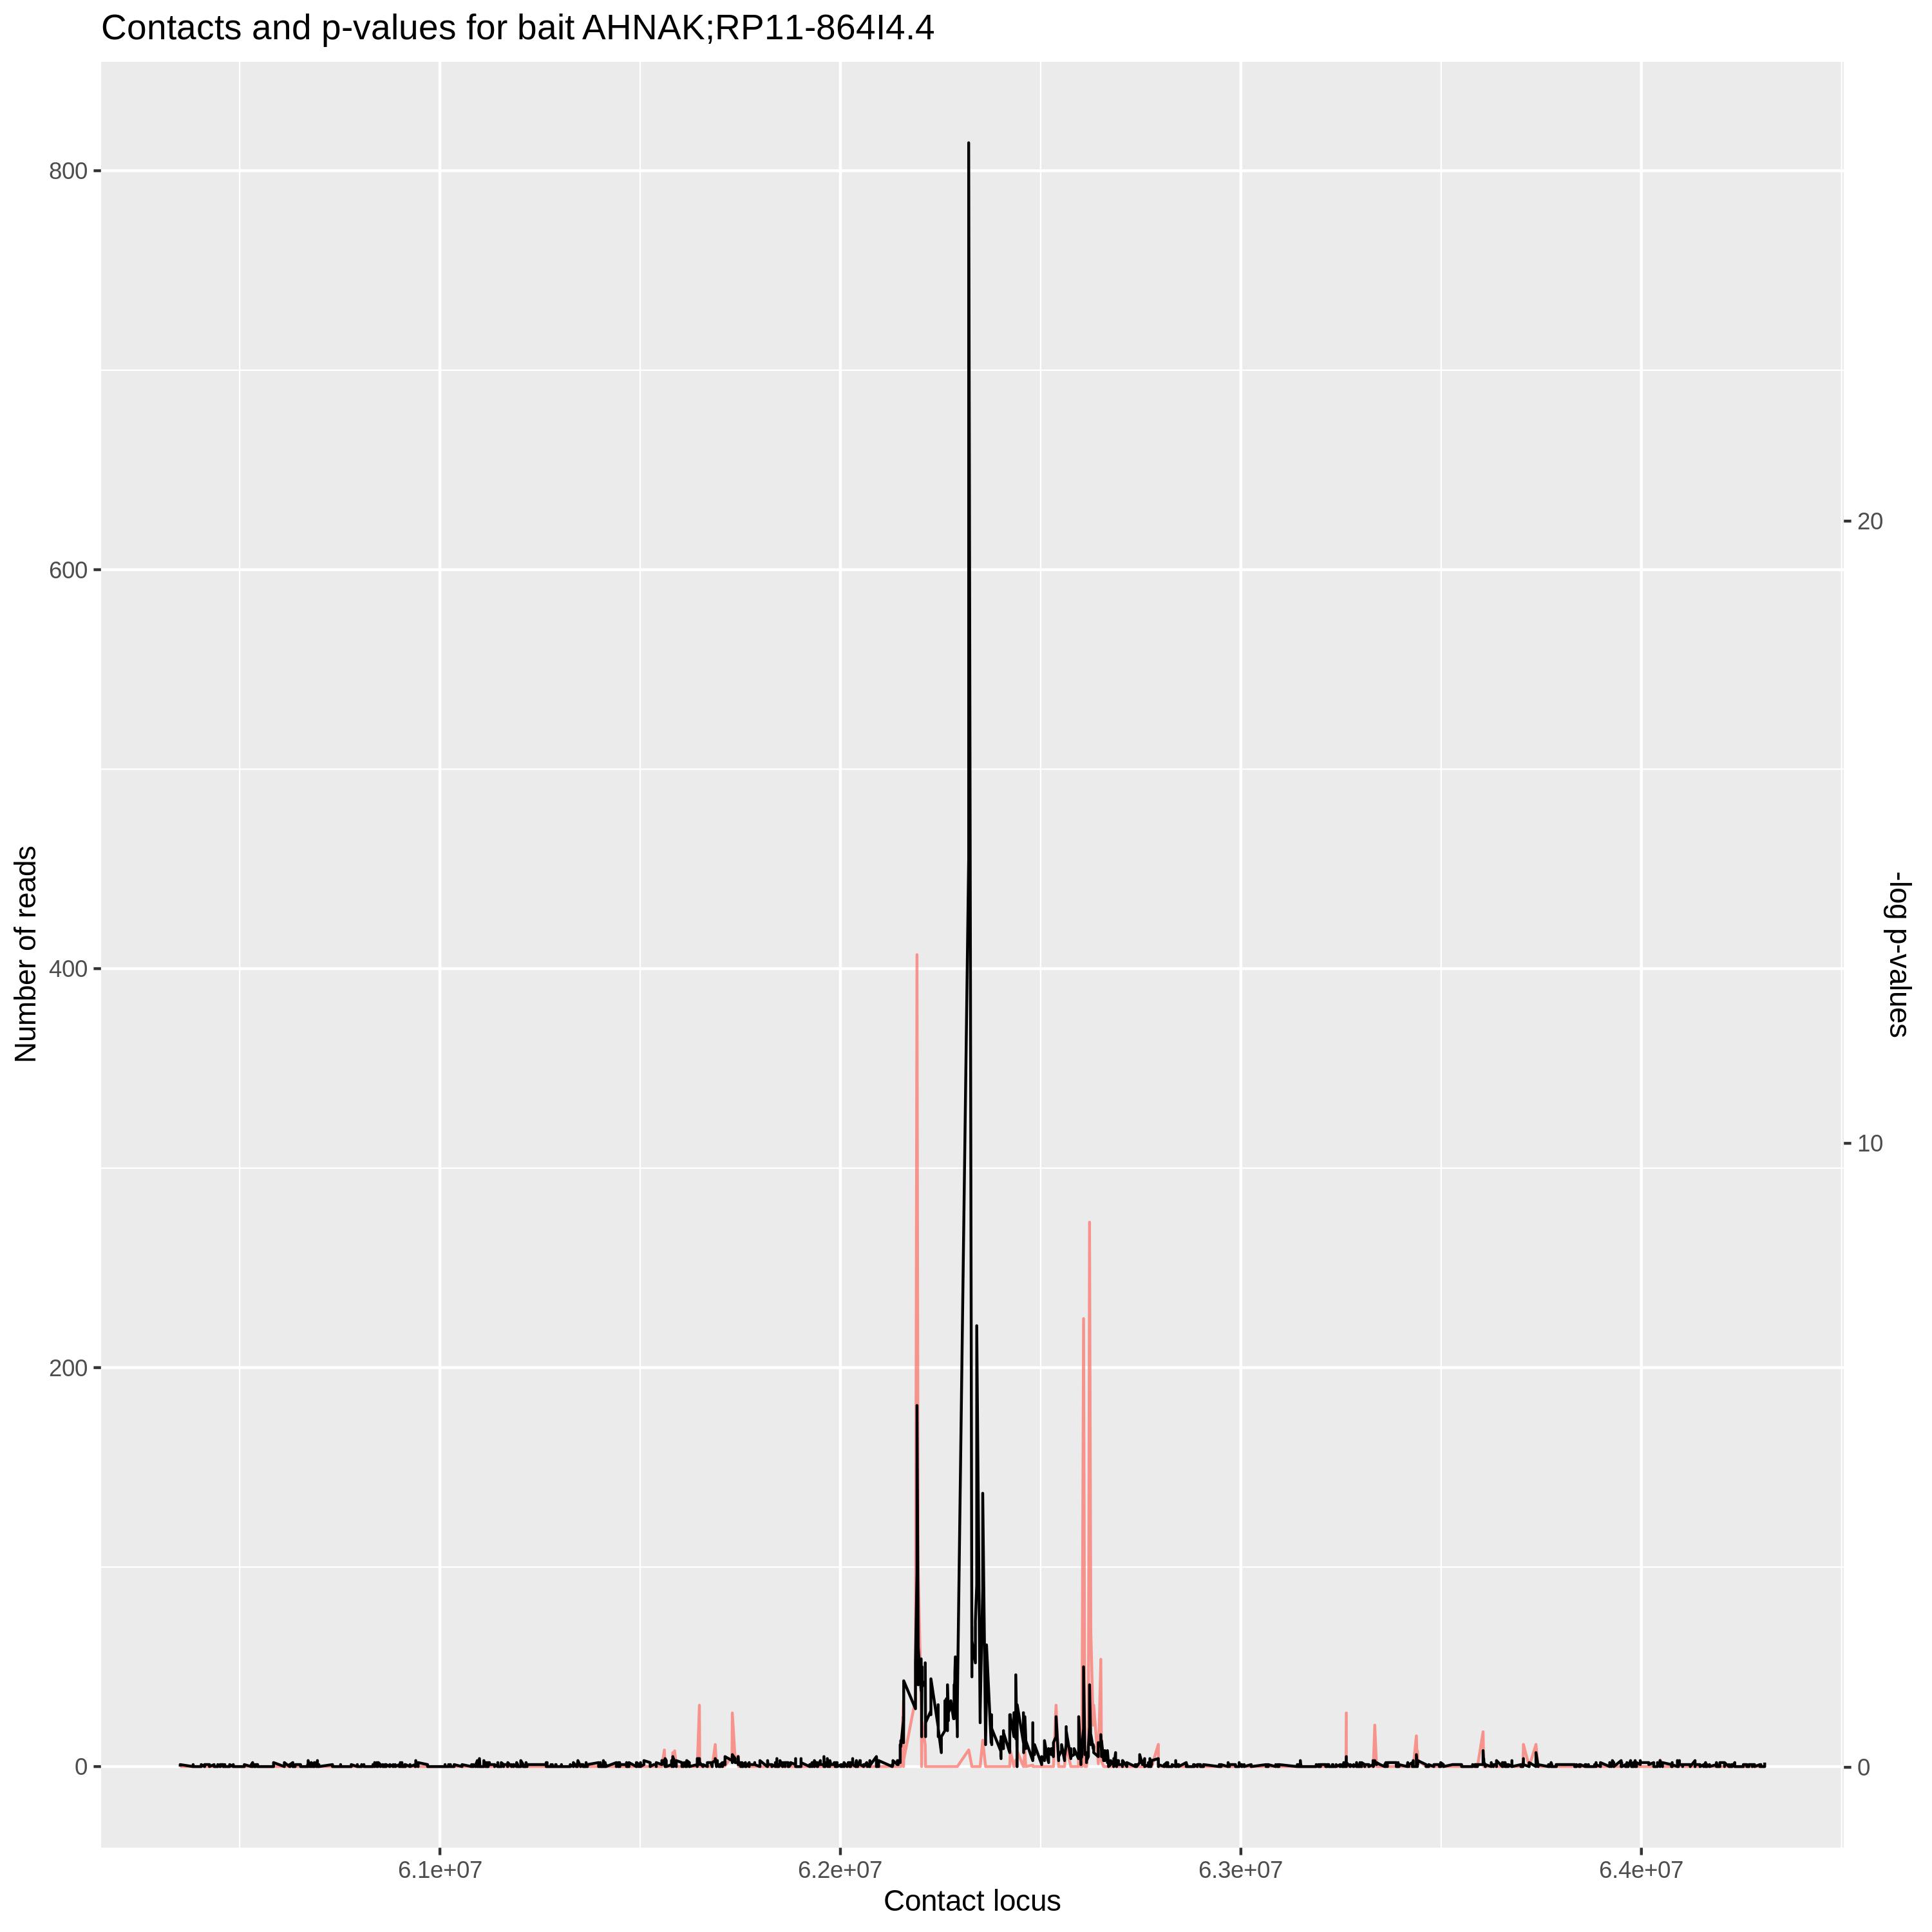 Contacts and p-values for bait AHNAK;RP11-864I4.4
800
600
400
200
0
Number of reads
20
10
0
-log p-values
6.1e+07
6.2e+07
6.3e+07
6.4e+07
Contact locus